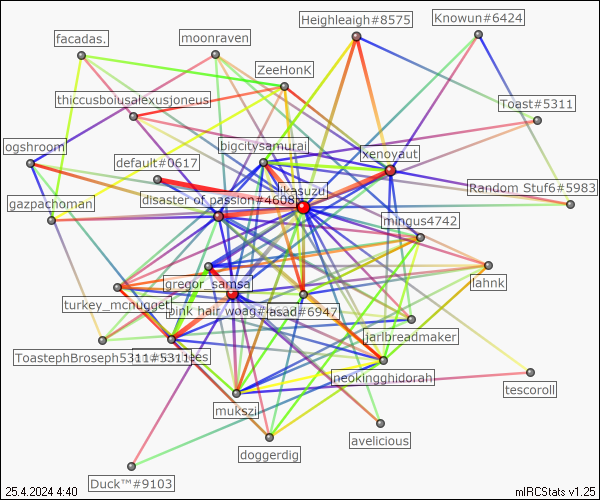 Heighleigh#8575
Knowun#6424
facadas.
moonraven
ZeeHonK
thiccusboiusalexusjoneus
Toast#5311
ogshroom
bigcitysamurai
xenovaut
default#0617
Random Stuf6#5983
ikasuzu
disaster of passion#4608
gazpachoman
mingus4742
gregor_samsa
lahnk
turkey_mcnugget
pink hair woag#
asad#6947
jarlbreadmaker
ToastephBroseph5311#5311
neokingghidorah
tescoroll
mukszi
avelicious
doggerdig
Duck™#9103
25.4.2024 4:40
mIRCStats v1.25